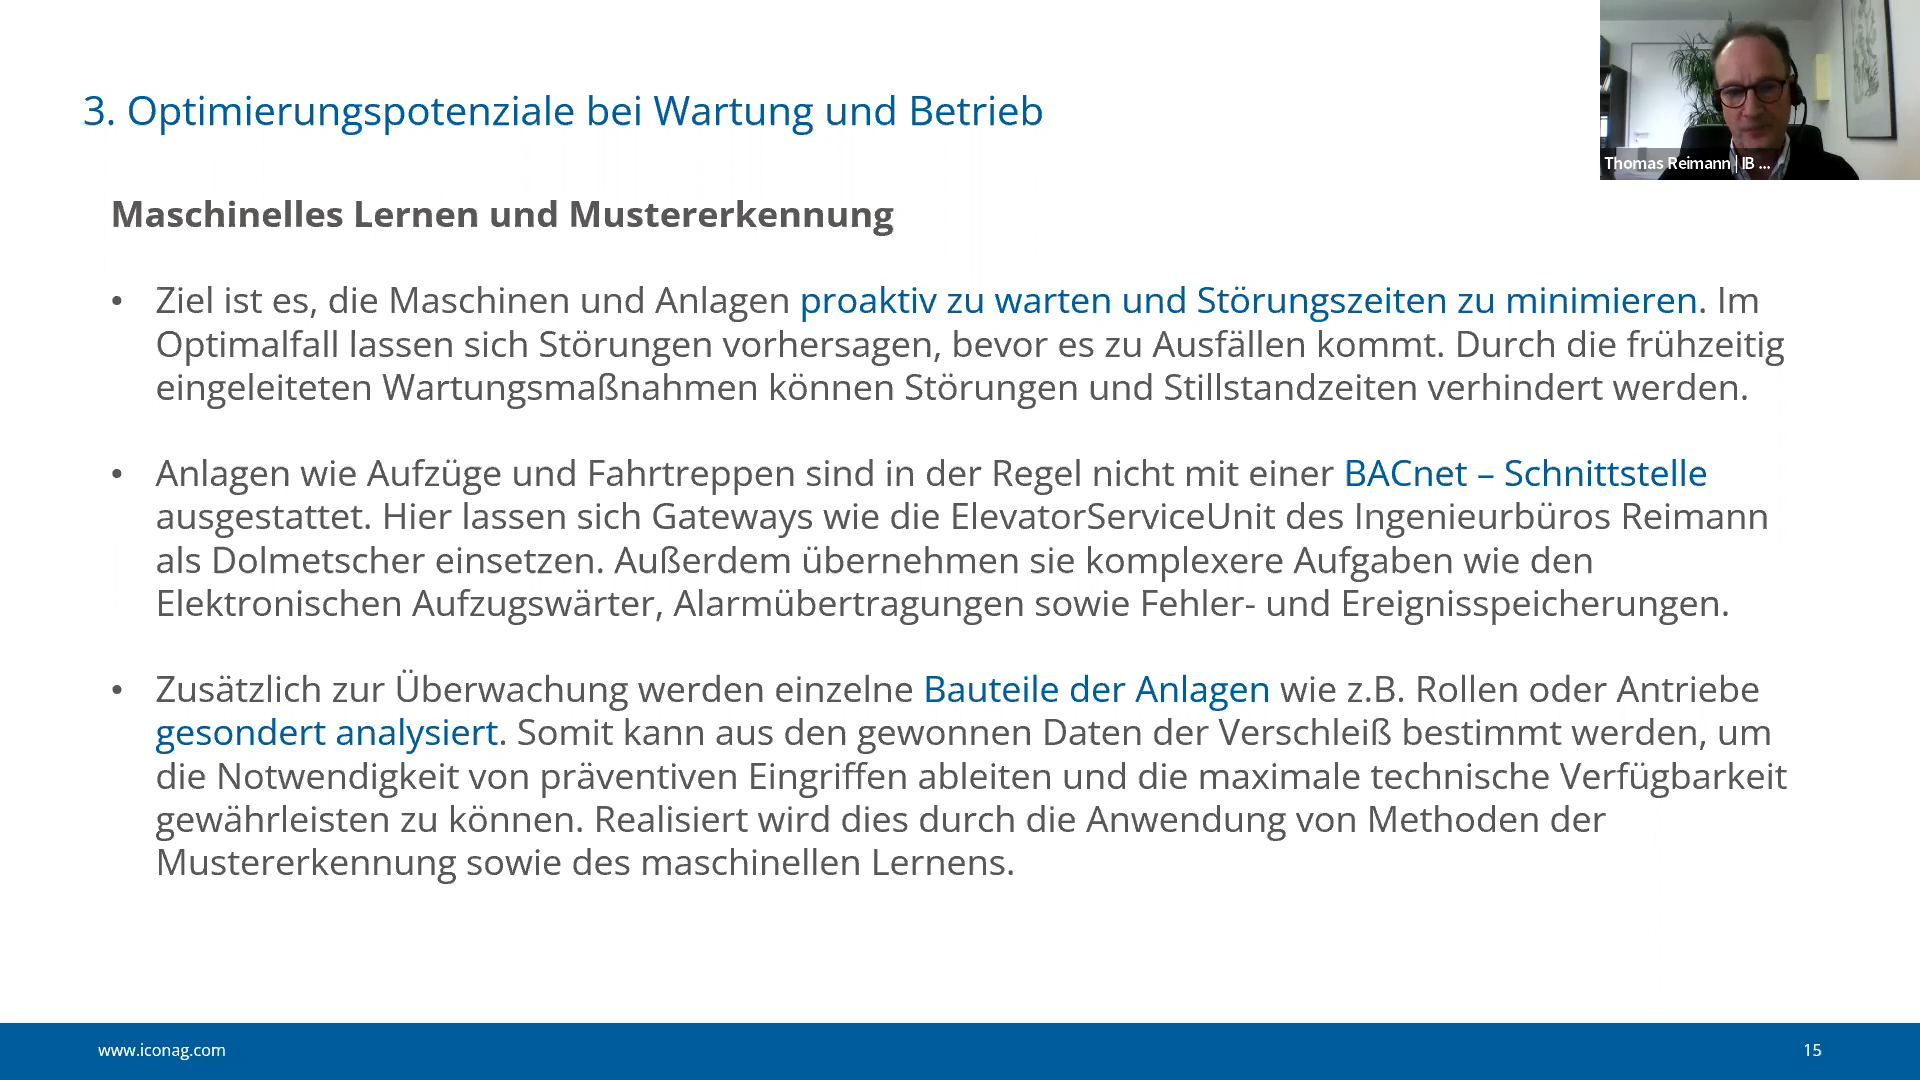 3. Optimierungspotenziale bei Wartung und Betrieb
Thomas Reimann | IB ...
Maschinelles Lernen und Mustererkennung
• Ziel ist es, die Maschinen und Anlagen proaktiv zu warten und Störungszeiten zu minimieren. Im
Optimalfall lassen sich Störungen vorhersagen, bevor es zu Ausfällen kommt. Durch die frühzeitig
eingeleiteten Wartungsmaßnahmen können Störungen und Stillstandzeiten verhindert werden.
• Anlagen wie Aufzüge und Fahrtreppen sind in der Regel nicht mit einer BACnet – Schnittstelle
ausgestattet. Hier lassen sich Gateways wie die ElevatorServiceUnit des Ingenieurbüros Reimann
als Dolmetscher einsetzen. Außerdem übernehmen sie komplexere Aufgaben wie den
Elektronischen Aufzugswärter, Alarmübertragungen sowie Fehler- und Ereignisspeicherungen.
• Zusätzlich zur Überwachung werden einzelne Bauteile der Anlagen wie z.B. Rollen oder Antriebe
gesondert analysiert. Somit kann aus den gewonnen Daten der Verschleiß bestimmt werden, um
die Notwendigkeit von präventiven Eingriffen ableiten und die maximale technische Verfügbarkeit
gewährleisten zu können. Realisiert wird dies durch die Anwendung von Methoden der
Mustererkennung sowie des maschinellen Lernens.
www.iconag.com
15